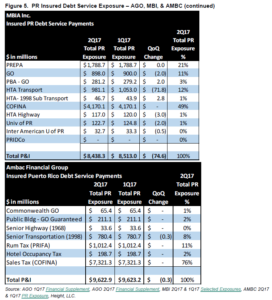 Figure 5. PR Insured Debt Service Exposure – AGO, MBI & AMBC (continued)
MBIA Inc.
Insured PR Debt Service Payments
2Q17 1Q17
Total PR Total PR QoQ Total PR
$ in millions Exposure Exposure Change Exposure
PREPA $ 1,788.7 $ 1,788.7 $ 0.0 21%
GO $ 898.0 $ 900.0 $ (2.0) 11%
PBA - GO $ 281.2 $ 279.2 $ 2.0 3%
HTA Transportation $ 981.1 $ 1,053.0 $ (71.8) 12%
HTA- 1998 Sub Transportation $ 46.7 $ 43.9 $ 2.8 1%
COFINA $ 4,170.1 $ 4,170.1 $ - 49%
HTA Highway $ 117.0 $ 120.0 $ (3.0) 1%
Univ of PR $ 122.7 $ 124.8 $ (2.0) 1%
Inter American U of PR $ 32.7 $ 33.3 $ (0.5) 0%
PRIDCo $ - $ - $ - 0%
Total P&I $ 8,438.3 $ 8,513.0 $ (74.6) 100%
Ambac Financial Group
Insured Puerto Rico Debt Service Payments
2Q17 1Q17 2Q17
Total PR Total PR QoQ Total PR
$ in millions Exposure Exposure Change Exposure
Commonwealth GO $ 65.4 $ 65.4 $ - 1%
Public Bldg - GO Guaranteed $ 211.1 $ 211.1 $ - 2%
Senior Highway (1968) $ 33.6 $ 33.6 $ - 0%
Senior Transportation (1998) $ 780.4 $ 780.7 $ (0.3) 8%
Rum Tax (PRIFA) $ 1,012.4 $ 1,012.4 $ - 11%
Hotel Occupancy Tax $ 198.7 $ 198.7 $ - 2%
Sales Tax (COFINA) $ 7,321.3 $ 7,321.3 $ - 76%
Total P&I $ 9,622.9 $ 9,623.2 $ (0.3) 100%
Source: AGO 1Q17 Financial Supplement, AGO 2Q17 Financial Supplement, MBI 2Q17 & 1Q17 Selected Exposures, AMBC 2Q17
& 1Q17 PR Exposure, Height, LLC.